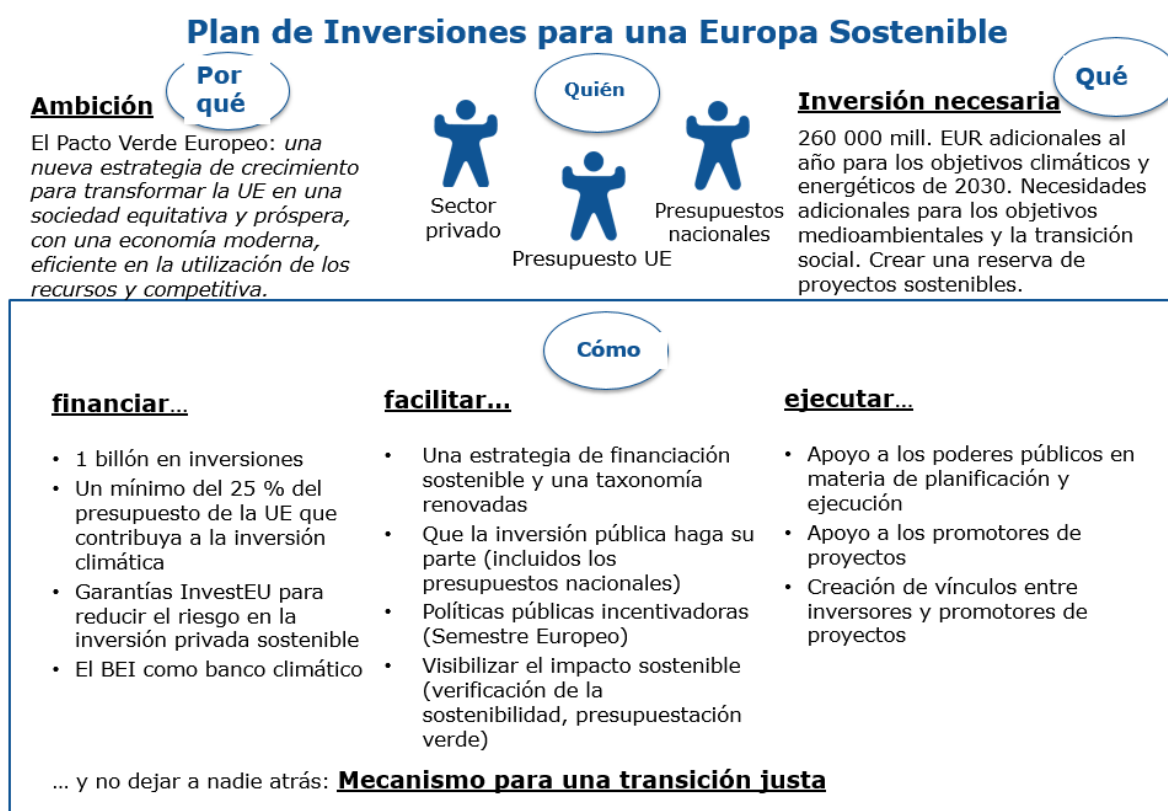 Plan de Inversiones para una Europa Sostenible
Por
qué
Ambición
El Pacto Verde Europeo: una
nueva estrategia de crecimiento
para transformar la UE en una
sociedad equitativa y próspera,
con una economía moderna,
eficiente en la utilización de los
recursos y competitiva.
Quién
Sector
privado
Presupuesto UE
Presupuestos
nacionales
Qué
Inversión necesaria
260 000 mill. EUR adicionales al
año para los objetivos climáticos y
energéticos de 2030. Necesidades
adicionales para los objetivos
medioambientales y la transición
social. Crear una reserva de
proyectos sostenibles.
Cómo
financiar…
• 1 billón en inversiones
• Un mínimo del 25 % del
presupuesto de la UE que
contribuya a la inversión
climática
• Garantías InvestEU para
reducir el riesgo en la
inversión privada sostenible
• El BEI como banco climático
facilitar…
• Una estrategia de financiación
sostenible y una taxonomía
renovadas
• Que la inversión pública haga su
parte (incluidos los
presupuestos nacionales)
• Políticas públicas incentivadoras
(Semestre Europeo)
• Visibilizar el impacto sostenible
(verificación de la
sostenibilidad, presupuestación
verde)
ejecutar…
• Apoyo a los poderes públicos en
materia de planificación y
ejecución
• Apoyo a los promotores de
proyectos
• Creación de vínculos entre
inversores y promotores de
proyectos
… y no dejar a nadie atrás: Mecanismo para una transición justa